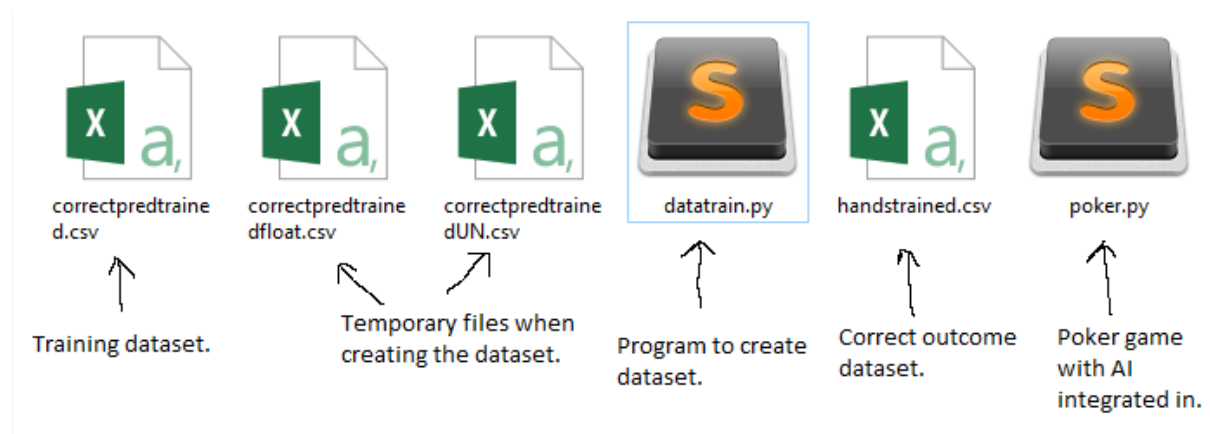 correctpredtraine
d.csv
correctpredtraine
dfloat.csv
correctpredtraine
dUN.csv
datatrain.py
handstrained.csv
poker.py
Training dataset.
Temporary files when
creating the dataset.
Program to create
dataset.
Correct outcome
dataset.
Poker game
with AI
integrated in.